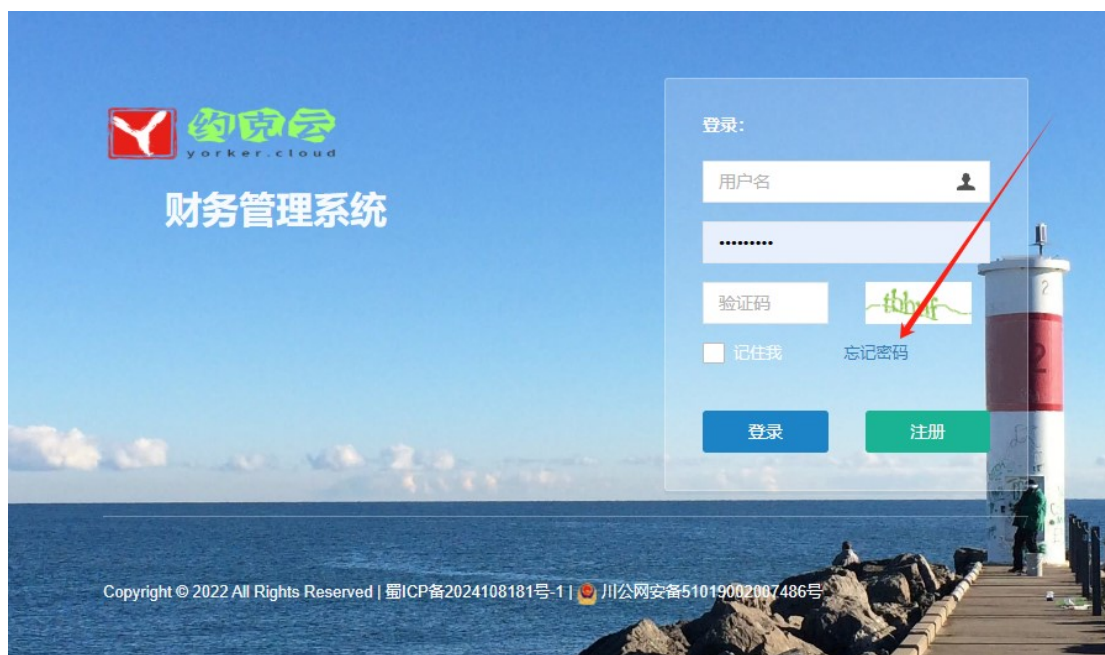 约克云
yorker.cloud
财务管理系统
登录:
用户名
•••••••••
验证码
记住我
忘记密码
登录
注册
2
2
Copyright © 2022 All Rights Reserved | 蜀ICP备2024108181号-1 | 川公网安备51019002007486号